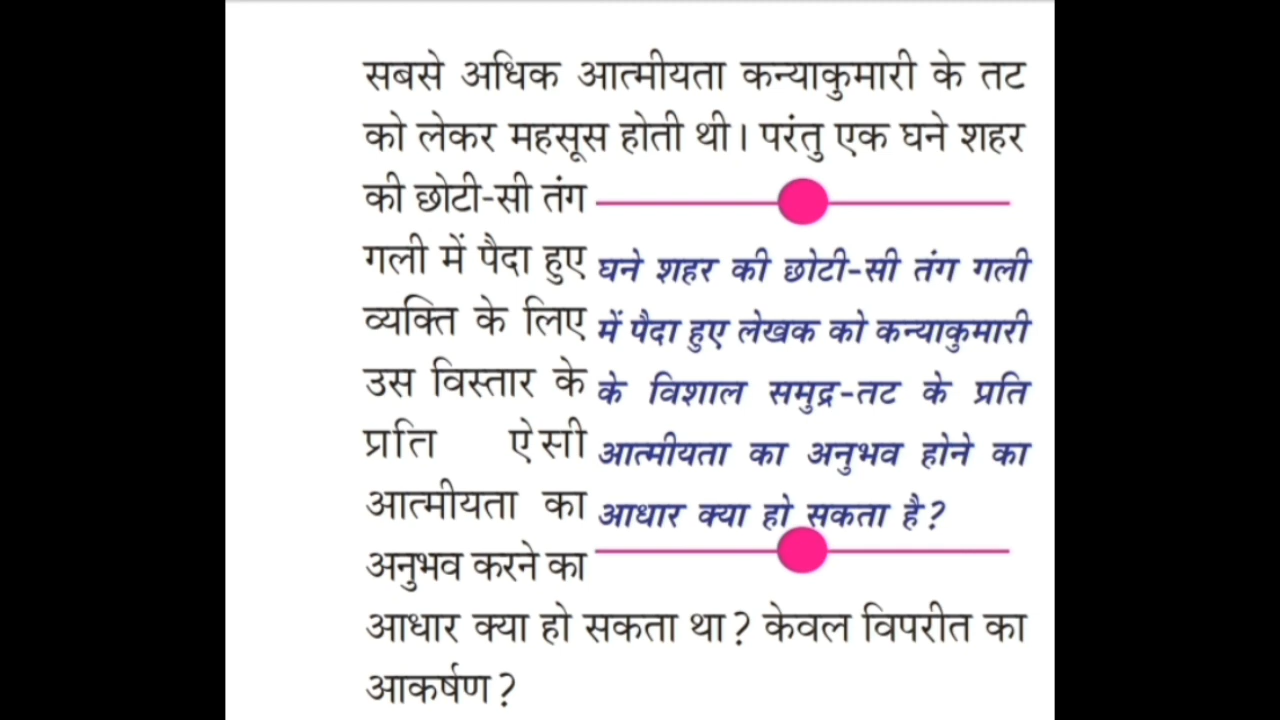 सबसे अधिक आत्मीयता कन्याकुमारी के तट
को लेकर महसूस होती थी। परंतु एक घने शहर
की छोटी-सी तंग
गली में पैदा हुए
व्यक्ति के लिए
उस विस्तार के
प्रति ऐसी
आत्मीयता का
अनुभव करने का
आधार क्या हो सकता था? केवल विपरीत का
आकर्षण?
घने शहर की छोटी-सी तंग गली
में पैदा हुए लेखक को कन्याकुमारी
के विशाल समुद्र-तट के प्रति
आत्मीयता का अनुभव होने का
आधार क्या हो सकता है?